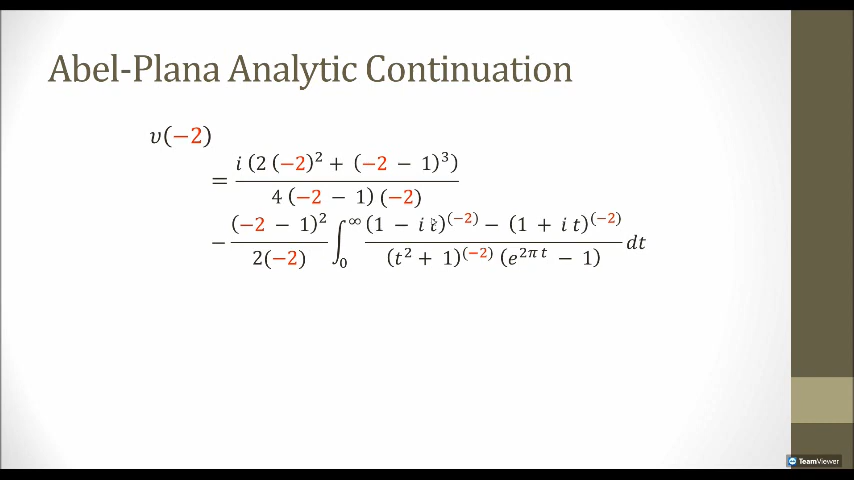 Abel-Plana Analytic Continuation
υ(−2)
= i (2 (−2)² + (−2 − 1)³) / 4 (−2 − 1) (−2)
− (−2 − 1)² / 2(−2) ∫₀^∞ (1 − i t)^(−2) − (1 + i t)^(−2) / (t² + 1)^(−2) (e^{2π t} − 1) dt
TeamViewer